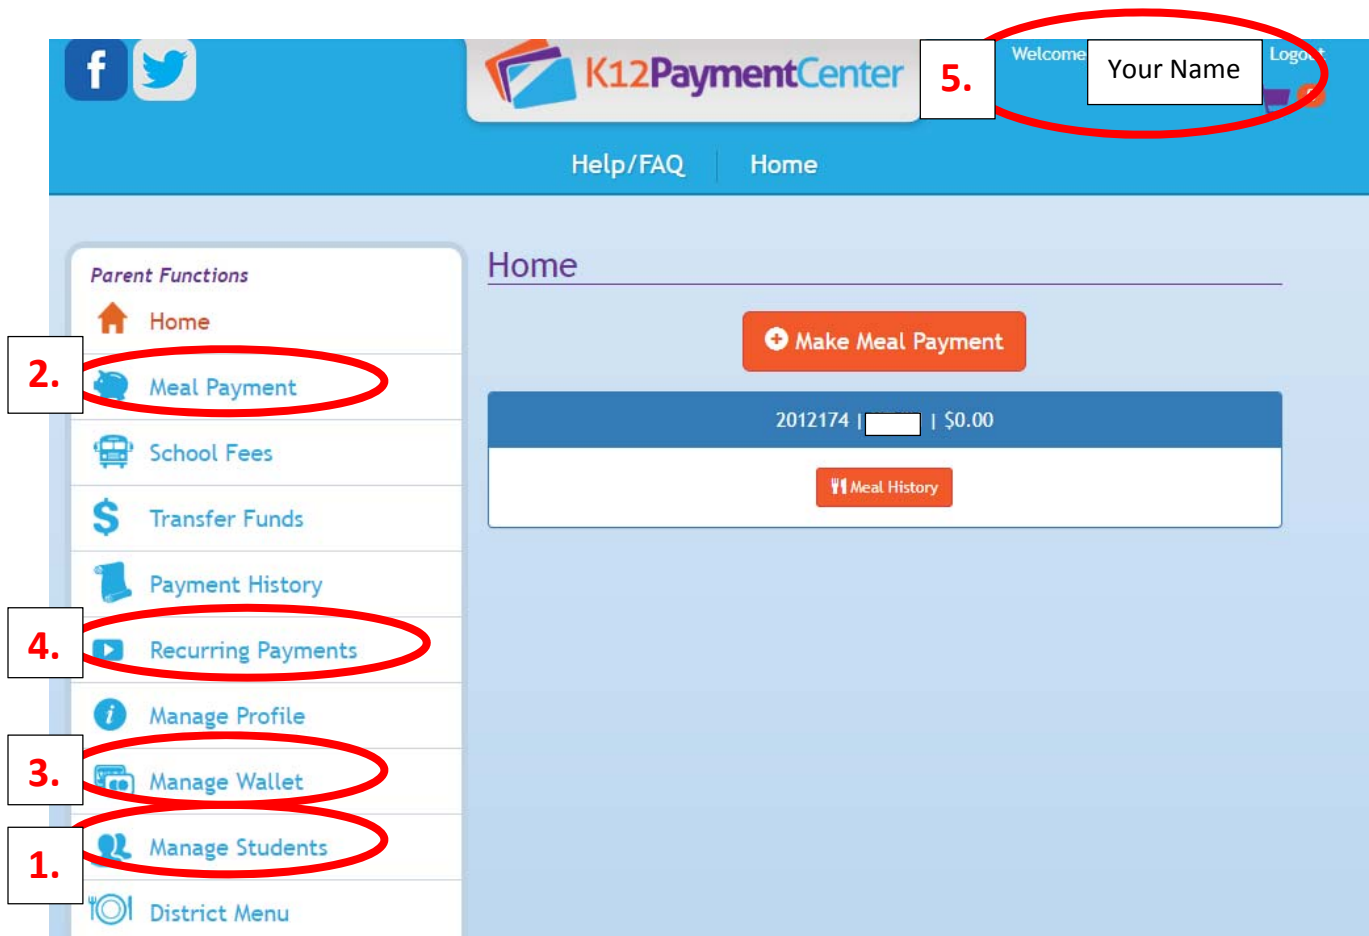 f
K12PaymentCenter
5.
Welcome
Your Name
Logout
Help/FAQ
Home
Parent Functions
Home
2.
Meal Payment
School Fees
$
Transfer Funds
Payment History
4.
Recurring Payments
i
Manage Profile
3.
Manage Wallet
1.
Manage Students
District Menu
Home
Make Meal Payment
2012174 | | $0.00
Meal History